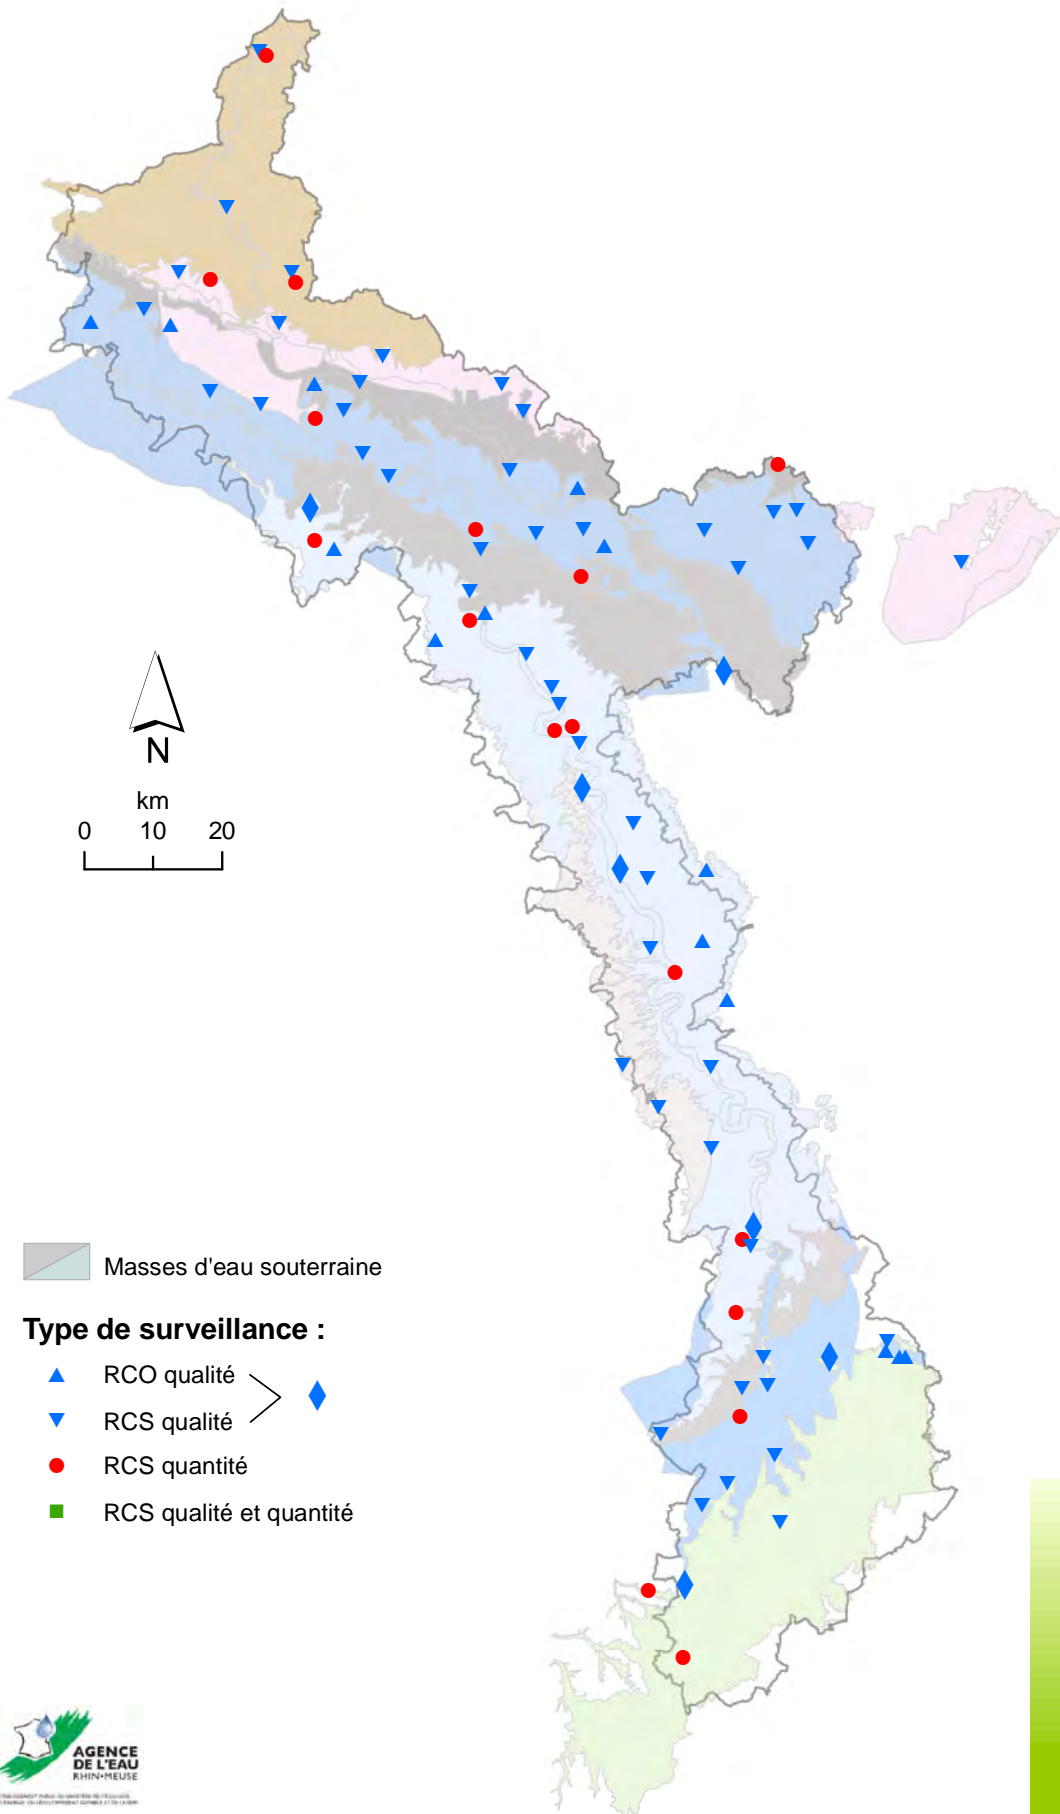 N
km
0 10 20
Masses d'eau souterraine
Type de surveillance :
RCO qualité
RCS qualité
RCS quantité
RCS qualité et quantité
AGENCE
DE L'EAU
RHIN•MEUSE